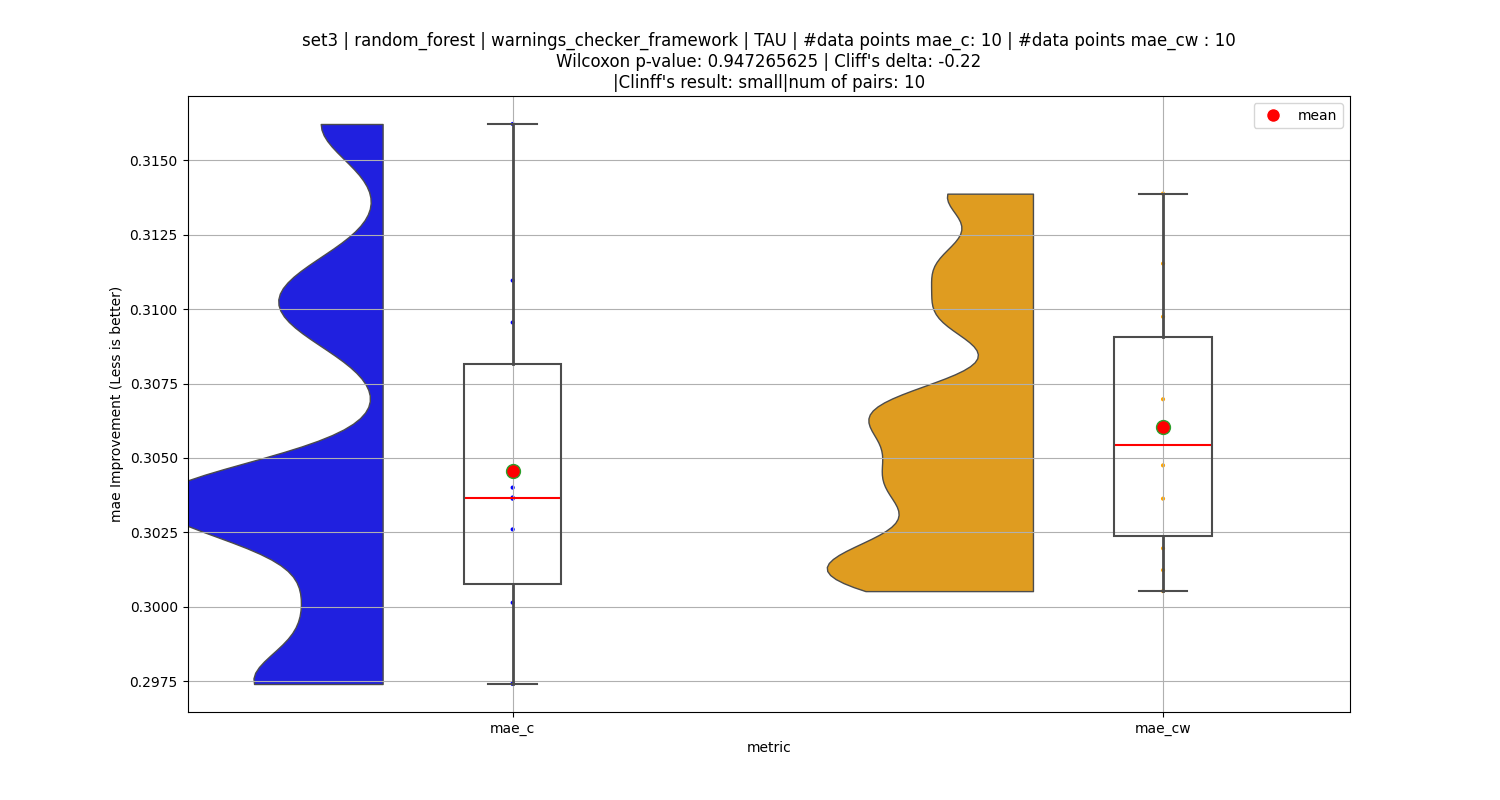 set3 | random_forest | warnings_checker_framework | TAU | #data points mae_c: 10 | #data points mae_cw : 10
Wilcoxon p-value: 0.947265625 | Cliff's delta: -0.22
|Clinff's result: small|num of pairs: 10
mean
0.3150
0.3125
0.3100
0.3075
0.3050
0.3025
0.3000
0.2975
mae Improvement (Less is better)
mae_c
mae_cw
metric